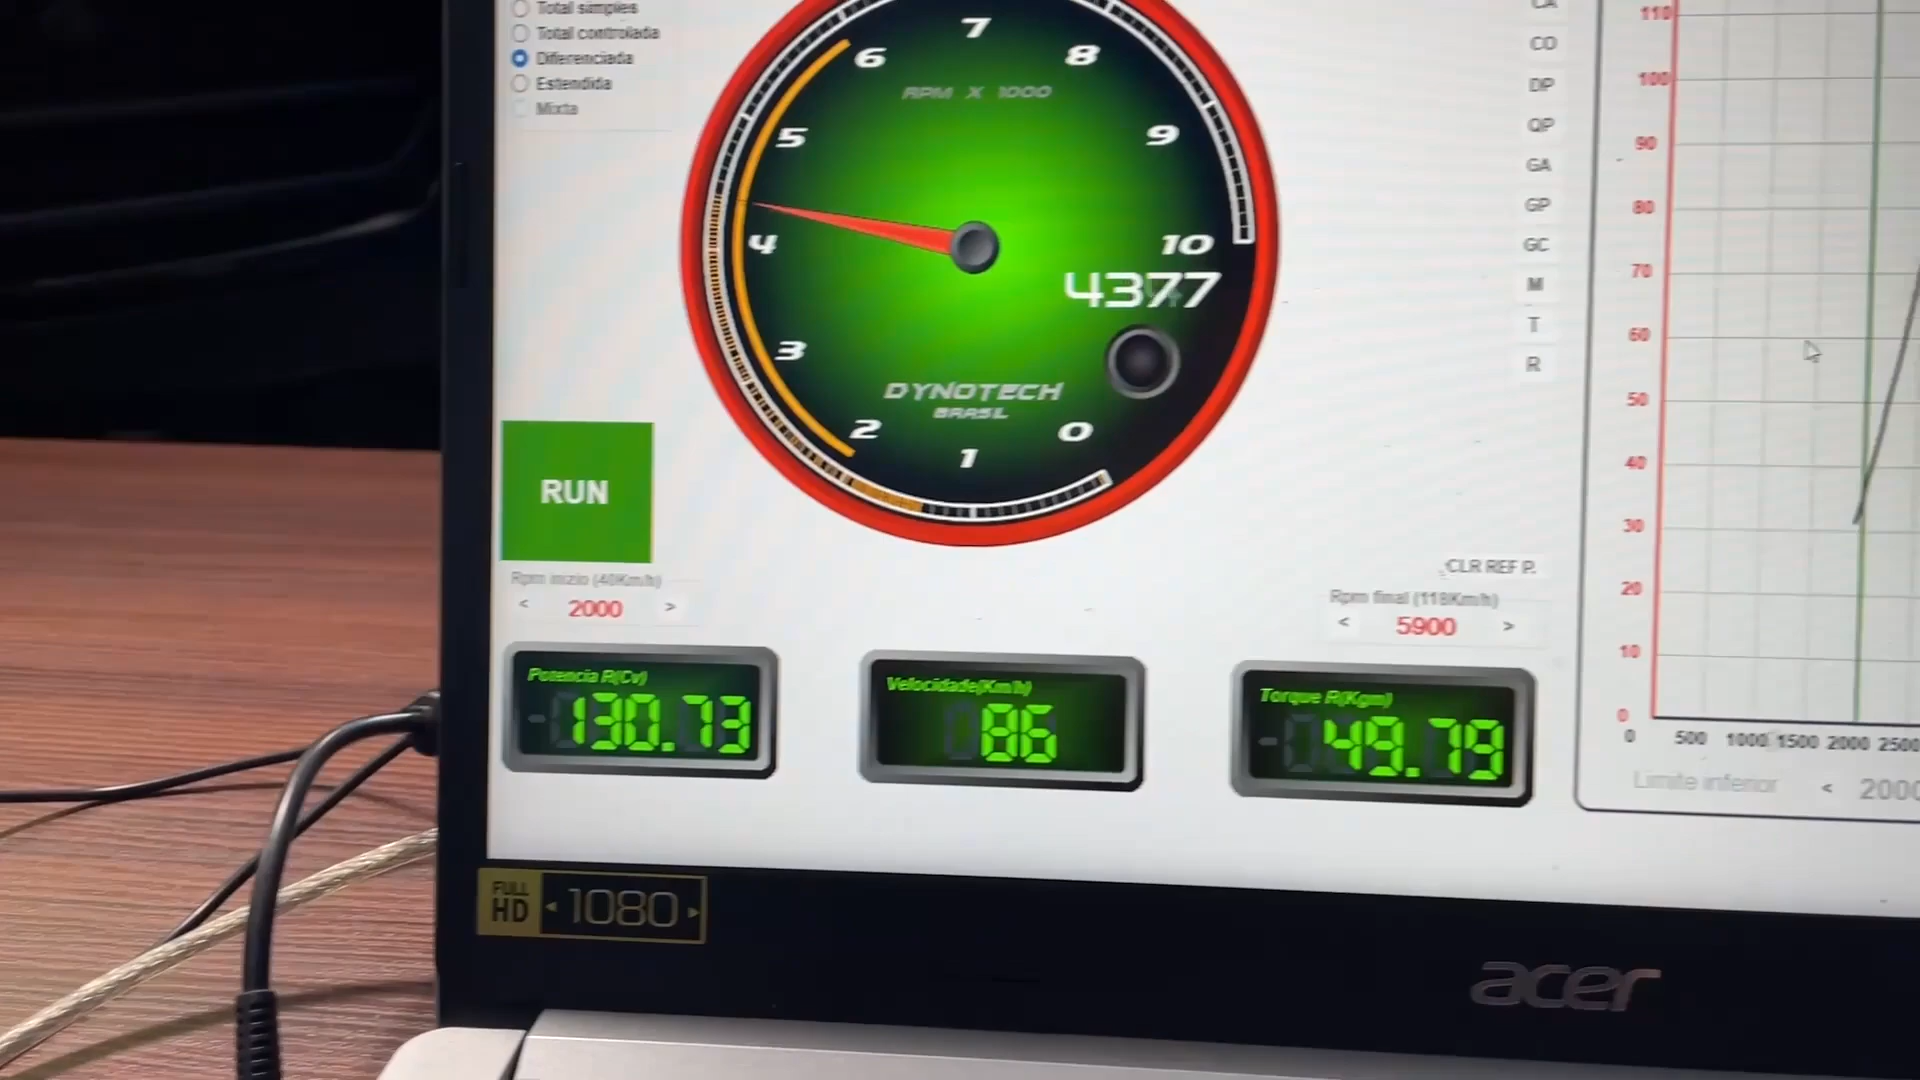 Total simples
Total controlada
Diferenciada
Estendida
Mixta
7
6
8
RPM X 1000
5
9
4
10
4377
3
DYNOTECH
BRASIL
2
0
1
RUN
Rpm inizio (40Km/h)
< 2000 >
CLR REF P.
Rpm final (118Km/h)
< 5900 >
Potencia R(Cv)
130.73
Velocidade(Km/h)
86
Torque R(Kgm)
49.79
CO
DP
QP
GA
GP
GC
M
T
R
110
100
90
80
70
60
50
40
30
20
10
0
0 500 1000 1500 2000 2500
Limite inferior < 2000
FULL HD 1080
acer